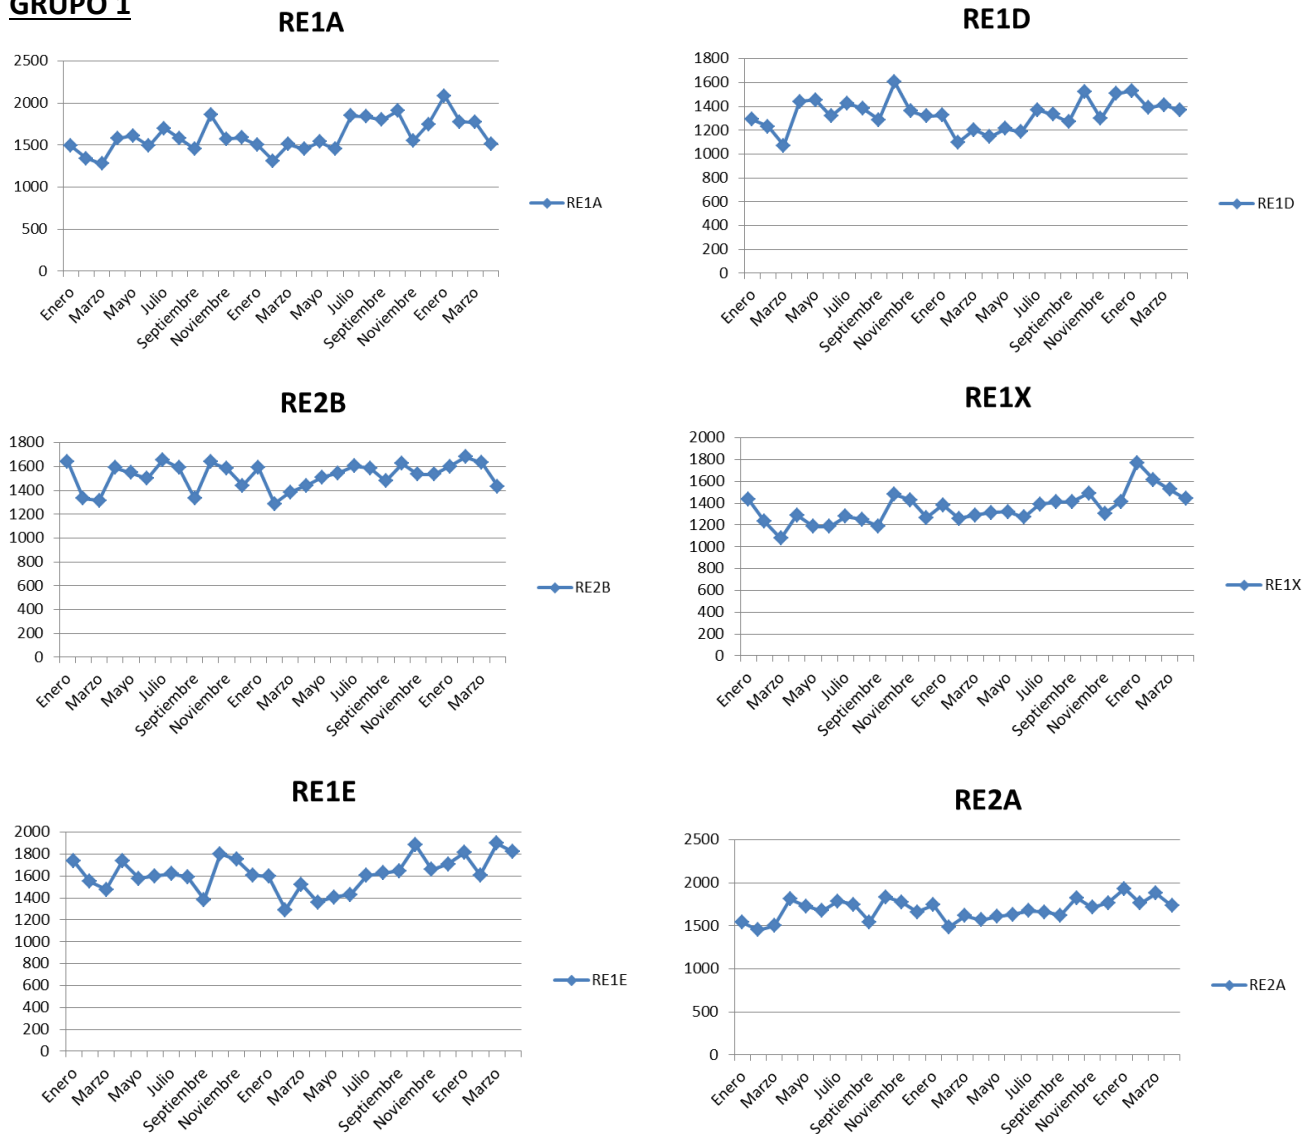 GRUPO 1
RE1A
2500
2000
1500
1000
500
0
Enero
Marzo
Mayo
Julio
Septiembre
Noviembre
Enero
Marzo
Mayo
Julio
Septiembre
Noviembre
Enero
Marzo
RE1A
RE1D
1800
1600
1400
1200
1000
800
600
400
200
0
Enero
Marzo
Mayo
Julio
Septiembre
Noviembre
Enero
Marzo
Mayo
Julio
Septiembre
Noviembre
Enero
Marzo
RE1D
RE2B
1800
1600
1400
1200
1000
800
600
400
200
0
Enero
Marzo
Mayo
Julio
Septiembre
Noviembre
Enero
Marzo
Mayo
Julio
Septiembre
Noviembre
Enero
Marzo
RE2B
RE1X
2000
1800
1600
1400
1200
1000
800
600
400
200
0
Enero
Marzo
Mayo
Julio
Septiembre
Noviembre
Enero
Marzo
Mayo
Julio
Septiembre
Noviembre
Enero
Marzo
RE1X
RE1E
2000
1800
1600
1400
1200
1000
800
600
400
200
0
Enero
Marzo
Mayo
Julio
Septiembre
Noviembre
Enero
Marzo
Mayo
Julio
Septiembre
Noviembre
Enero
Marzo
RE1E
RE2A
2500
2000
1500
1000
500
0
Enero
Marzo
Mayo
Julio
Septiembre
Noviembre
Enero
Marzo
Mayo
Julio
Septiembre
Noviembre
Enero
Marzo
RE2A